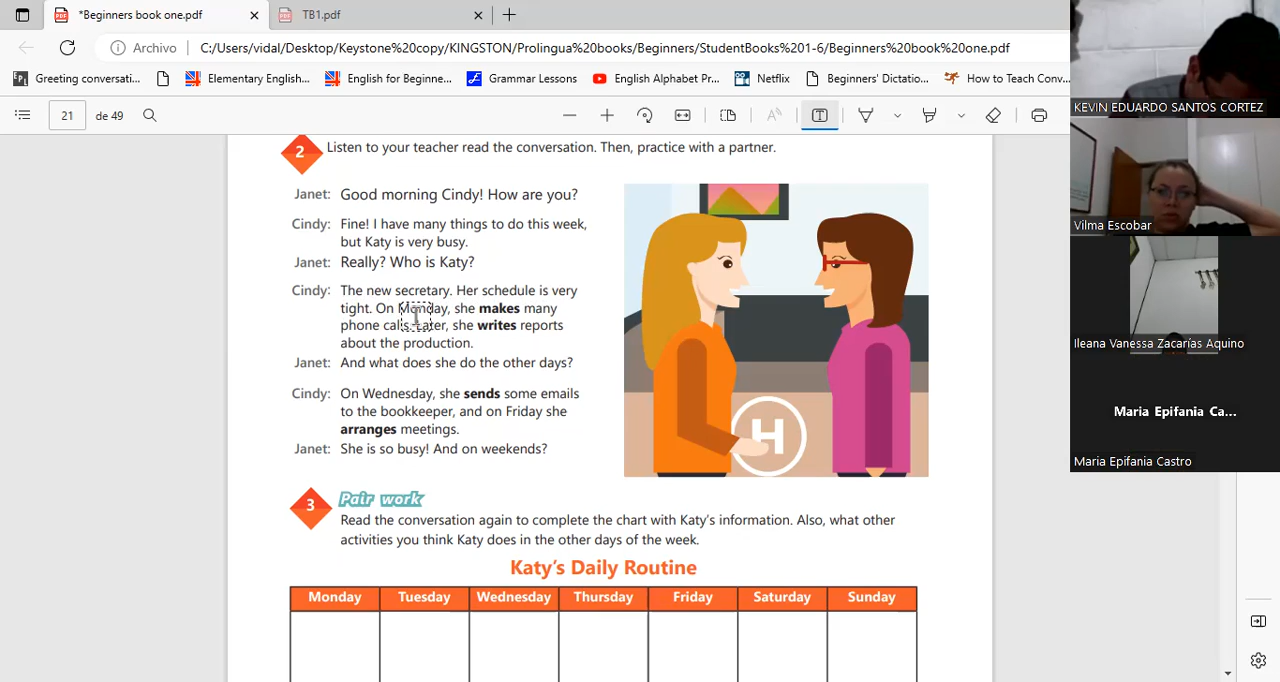 *Beginners book one.pdf
TB1.pdf
Archivo
C:/Users/vidal/Desktop/Keystone%20copy/KINGSTON/Prolingua%20books/Beginners/StudentBooks%201-6/Beginners%20book%20one.pdf
Greeting conversati...
Elementary English...
English for Beginne...
Grammar Lessons
English Alphabet Pr...
Netflix
Beginners' Dictatio...
How to Teach Conv...
21
de 49
KEVIN EDUARDO SANTOS CORTEZ
Vilma Escobar
Ileana Vanessa Zacarías Aquino
Maria Epifania Ca...
Maria Epifania Castro
2
Listen to your teacher read the conversation. Then, practice with a partner.
Janet: Good morning Cindy! How are you?
Cindy: Fine! I have many things to do this week,
but Katy is very busy.
Janet: Really? Who is Katy?
Cindy: The new secretary. Her schedule is very
tight. On Monday, she makes many
phone calls. Later, she writes reports
about the production.
Janet: And what does she do the other days?
Cindy: On Wednesday, she sends some emails
to the bookkeeper, and on Friday she
arranges meetings.
Janet: She is so busy! And on weekends?
H
3
Pair work
Read the conversation again to complete the chart with Katy's information. Also, what other
activities you think Katy does in the other days of the week.
Katy's Daily Routine
Monday Tuesday Wednesday Thursday Friday Saturday Sunday